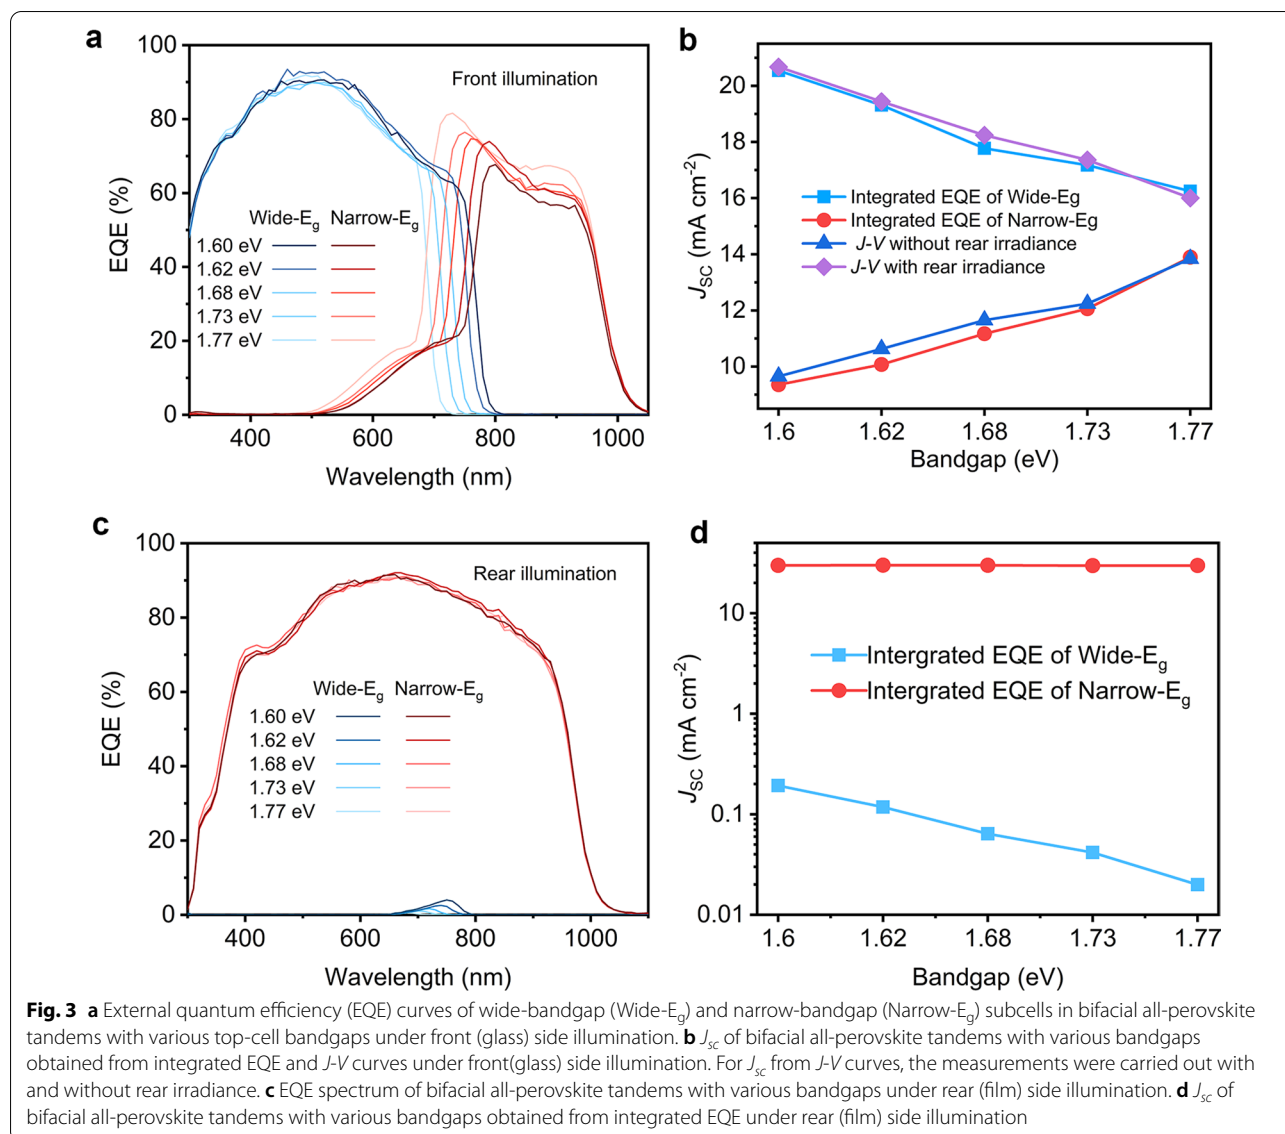 a
EQE (%)
100
80
60
40
20
0
Front illumination
Wide-Eg Narrow-Eg
1.60 eV
1.62 eV
1.68 eV
1.73 eV
1.77 eV
400 600 800 1000
Wavelength (nm)
b
JSC (mA cm-2)
20
18
16
14
12
10
Integrated EQE of Wide-Eg
Integrated EQE of Narrow-Eg
J-V without rear irradiance
J-V with rear irradiance
1.6 1.62 1.68 1.73 1.77
Bandgap (eV)
c
EQE (%)
100
80
60
40
20
0
Rear illumination
Wide-Eg Narrow-Eg
1.60 eV
1.62 eV
1.68 eV
1.73 eV
1.77 eV
400 600 800 1000
Wavelength (nm)
d
JSC (mA cm-2)
10
1
0.1
0.01
Intergrated EQE of Wide-Eg
Intergrated EQE of Narrow-Eg
1.6 1.62 1.68 1.73 1.77
Bandgap (eV)
Fig. 3 a External quantum efficiency (EQE) curves of wide-bandgap (Wide-Eg) and narrow-bandgap (Narrow-Eg) subcells in bifacial all-perovskite
tandems with various top-cell bandgaps under front (glass) side illumination. b Jsc of bifacial all-perovskite tandems with various bandgaps
obtained from integrated EQE and J-V curves under front(glass) side illumination. For Jsc from J-V curves, the measurements were carried out with
and without rear irradiance. c EQE spectrum of bifacial all-perovskite tandems with various bandgaps under rear (film) side illumination. d Jsc of
bifacial all-perovskite tandems with various bandgaps obtained from integrated EQE under rear (film) side illumination